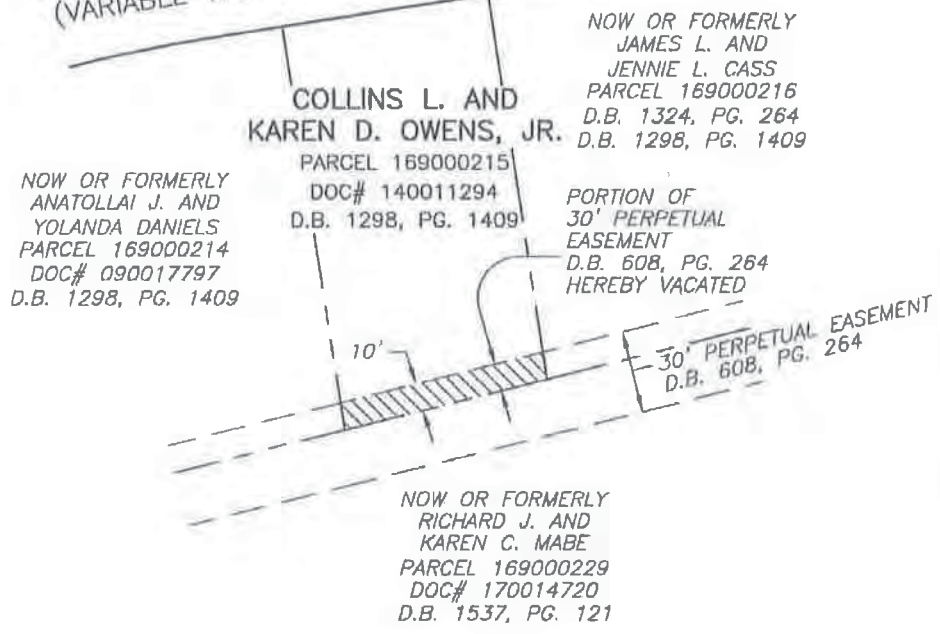 (VARIABLE
NOW OR FORMERLY
JAMES L. AND
JENNIE L. CASS
PARCEL 169000216
D.B. 1324, PG. 264
D.B. 1298, PG. 1409
COLLINS L. AND
KAREN D. OWENS, JR.
PARCEL 169000215
DOC# 140011294
D.B. 1298, PG. 1409
NOW OR FORMERLY
ANATOLLAI J. AND
YOLANDA DANIELS
PARCEL 169000214
DOC# 090017797
D.B. 1298, PG. 1409
PORTION OF
30' PERPETUAL
EASEMENT
D.B. 608, PG. 264
HEREBY VACATED
10'
30' PERPETUAL EASEMENT
D.B. 608, PG. 264
NOW OR FORMERLY
RICHARD J. AND
KAREN C. MABE
PARCEL 169000229
DOC# 170014720
D.B. 1537, PG. 121